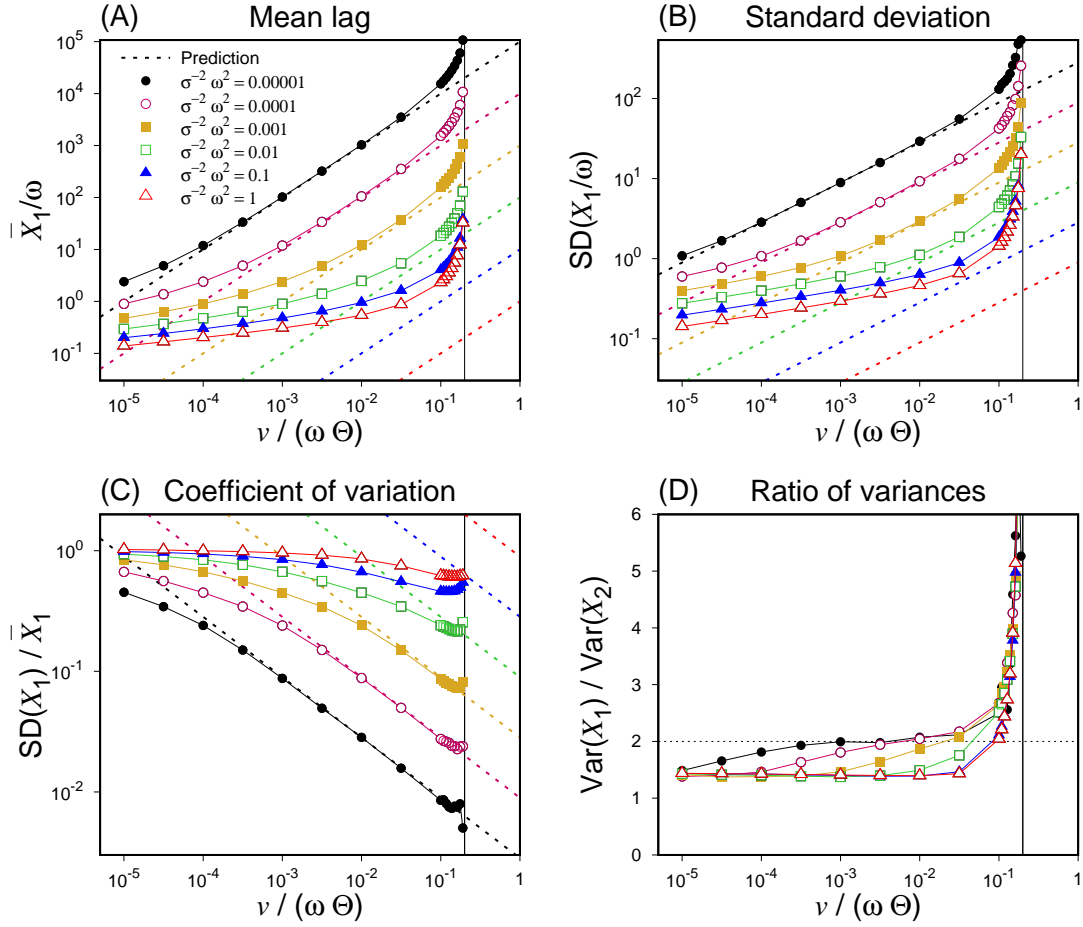 (A) Mean lag
10⁵
10⁴
10³
10²
10¹
10⁰
10⁻¹
X̄₁/ω
Prediction
σ⁻² ω² = 0.00001
σ⁻² ω² = 0.0001
σ⁻² ω² = 0.001
σ⁻² ω² = 0.01
σ⁻² ω² = 0.1
σ⁻² ω² = 1
10⁻⁵ 10⁻⁴ 10⁻³ 10⁻² 10⁻¹ 1
v / (ω Θ)
(B) Standard deviation
10²
10¹
10⁰
10⁻¹
SD(X₁/ω)
10⁻⁵ 10⁻⁴ 10⁻³ 10⁻² 10⁻¹ 1
v / (ω Θ)
(C) Coefficient of variation
10⁰
10⁻¹
10⁻²
SD(X₁) / X̄₁
10⁻⁵ 10⁻⁴ 10⁻³ 10⁻² 10⁻¹ 1
v / (ω Θ)
(D) Ratio of variances
6
5
4
3
2
1
0
Var(X₁) / Var(X₂)
10⁻⁵ 10⁻⁴ 10⁻³ 10⁻² 10⁻¹ 1
v / (ω Θ)